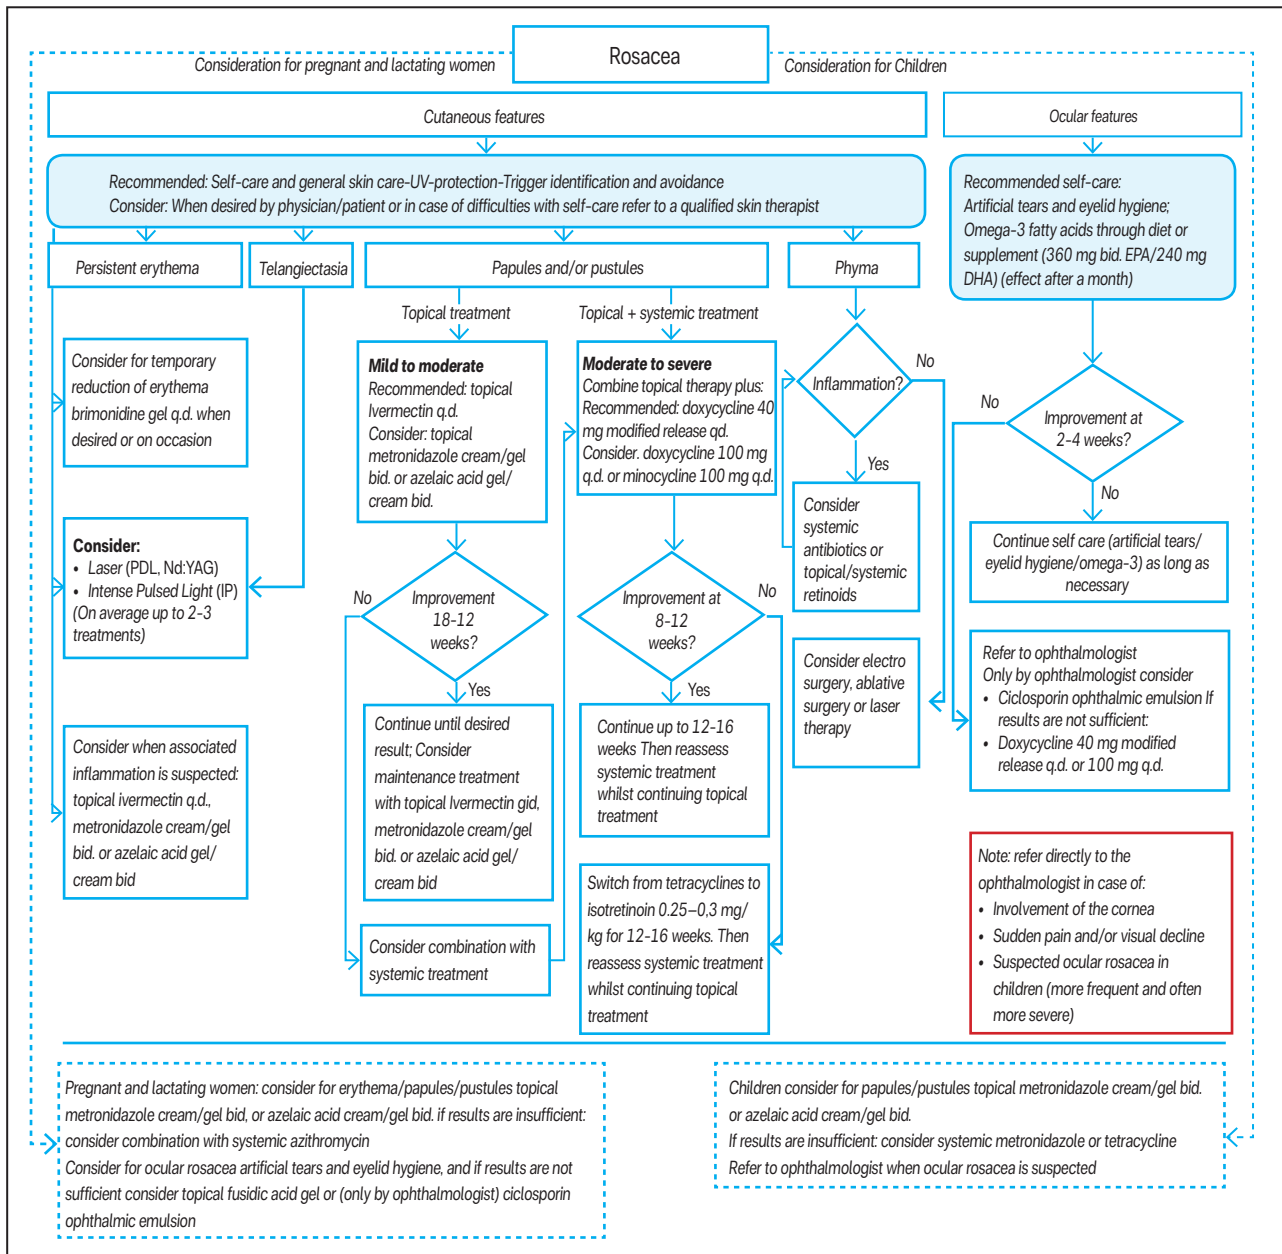 Rosacea
Consideration for pregnant and lactating women
Consideration for Children
Cutaneous features
Ocular features
Recommended: Self-care and general skin care-UV-protection-Trigger identification and avoidance
Consider: When desired by physician/patient or in case of difficulties with self-care refer to a qualified skin therapist
Recommended self-care:
Artificial tears and eyelid hygiene;
Omega-3 fatty acids through diet or
supplement (360 mg bid. EPA/240 mg
DHA) (effect after a month)
Persistent erythema
Telangiectasia
Papules and/or pustules
Phyma
Topical treatment
Topical + systemic treatment
Consider for temporary
reduction of erythema
brimonidine gel q.d. when
desired or on occasion
Consider:
• Laser (PDL, Nd:YAG)
• Intense Pulsed Light (IP)
(On average up to 2-3
treatments)
Consider when associated
inflammation is suspected:
topical ivermectin q.d.,
metronidazole cream/gel
bid. or azelaic acid gel/
cream bid
Mild to moderate
Recommended: topical
Ivermectin q.d.
Consider: topical
metronidazole cream/gel
bid. or azelaic acid gel/
cream bid.
No
Improvement
18-12
weeks?
Yes
Continue until desired
result; Consider
maintenance treatment
with topical Ivermectin gid,
metronidazole cream/gel
bid. or azelaic acid gel/
cream bid
Consider combination with
systemic treatment
Moderate to severe
Combine topical therapy plus:
Recommended: doxycycline 40
mg modified release qd.
Consider. doxycycline 100 mg
q.d. or minocycline 100 mg q.d.
Improvement at
8-12
weeks?
No
Yes
Continue up to 12-16
weeks Then reassess
systemic treatment
whilst continuing topical
treatment
Switch from tetracyclines to
isotretinoin 0.25–0,3 mg/
kg for 12-16 weeks. Then
reassess systemic treatment
whilst continuing topical
treatment
Inflammation?
No
Yes
Consider
systemic
antibiotics or
topical/systemic
retinoids
Consider electro
surgery, ablative
surgery or laser
therapy
No
Improvement at
2-4 weeks?
No
Continue self care (artificial tears/
eyelid hygiene/omega-3) as long as
necessary
Refer to ophthalmologist
Only by ophthalmologist consider
• Ciclosporin ophthalmic emulsion If
results are not sufficient:
• Doxycycline 40 mg modified
release q.d. or 100 mg q.d.
Note: refer directly to the
ophthalmologist in case of:
• Involvement of the cornea
• Sudden pain and/or visual decline
• Suspected ocular rosacea in
children (more frequent and often
more severe)
Pregnant and lactating women: consider for erythema/papules/pustules topical
metronidazole cream/gel bid, or azelaic acid cream/gel bid. if results are insufficient:
consider combination with systemic azithromycin
Consider for ocular rosacea artificial tears and eyelid hygiene, and if results are not
sufficient consider topical fusidic acid gel or (only by ophthalmologist) ciclosporin
ophthalmic emulsion
Children consider for papules/pustules topical metronidazole cream/gel bid.
or azelaic acid cream/gel bid.
If results are insufficient: consider systemic metronidazole or tetracycline
Refer to ophthalmologist when ocular rosacea is suspected